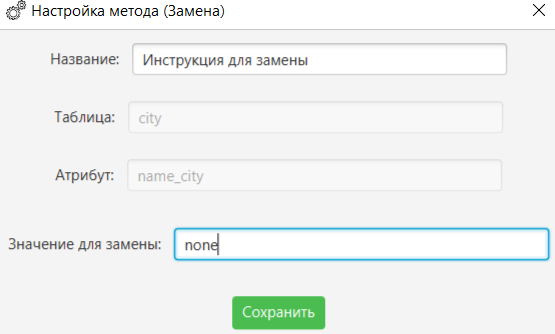 Настройка метода (Замена)
Название: Инструкция для замены
Таблица: city
Атрибут: name_city
Значение для замены: none
Сохранить